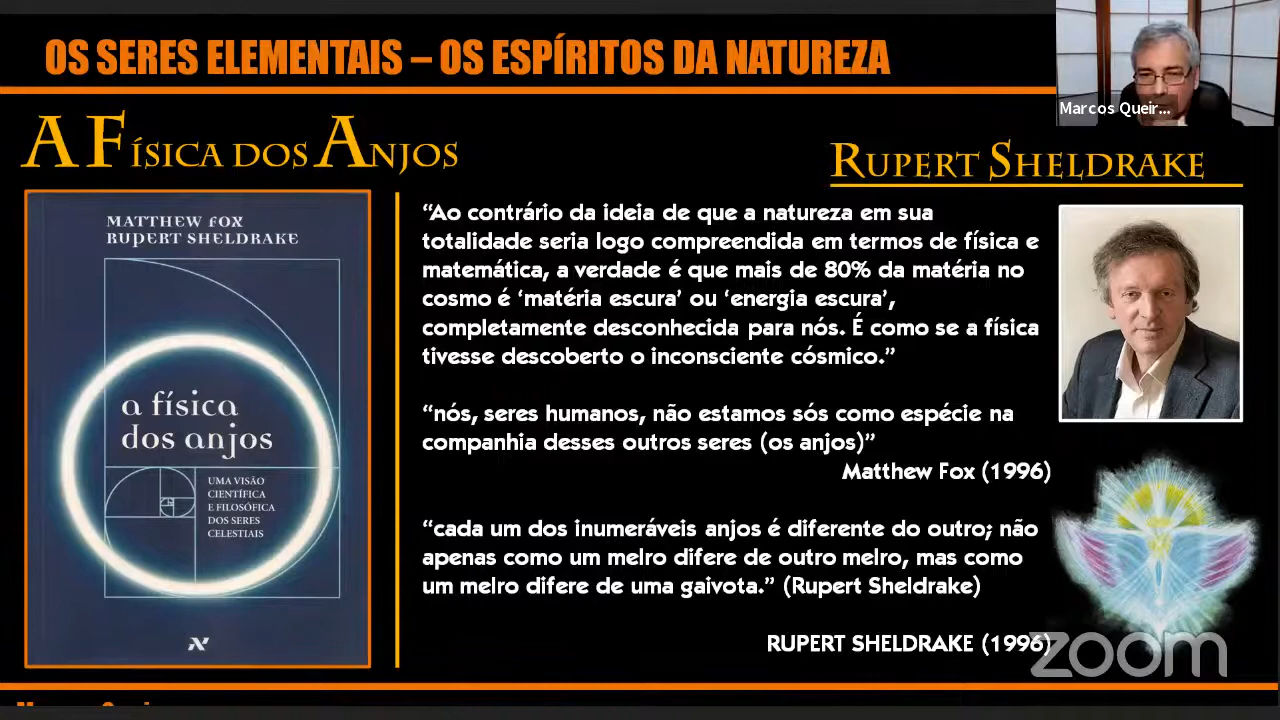 OS SERES ELEMENTAIS – OS ESPÍRITOS DA NATUREZA
Marcos Queir...
A FÍSICA DOS ANJOS
RUPERT SHELDRAKE
MATTHEW FOX
RUPERT SHELDRAKE
a física
dos anjos
UMA VISÃO
CIENTÍFICA
E FILOSÓFICA
DOS SERES
CELESTIAIS
“Ao contrário da ideia de que a natureza em sua
totalidade seria logo compreendida em termos de física e
matemática, a verdade é que mais de 80% da matéria no
cosmo é ‘matéria escura’ ou ‘energia escura’,
completamente desconhecida para nós. É como se a física
tivesse descoberto o inconsciente cósmico.”
“nós, seres humanos, não estamos sós como espécie na
companhia desses outros seres (os anjos)”
Matthew Fox (1996)
“cada um dos inumeráveis anjos é diferente do outro; não
apenas como um melro difere de outro melro, mas como
um melro difere de uma gaivota.” (Rupert Sheldrake)
RUPERT SHELDRAKE (1996)
zoom